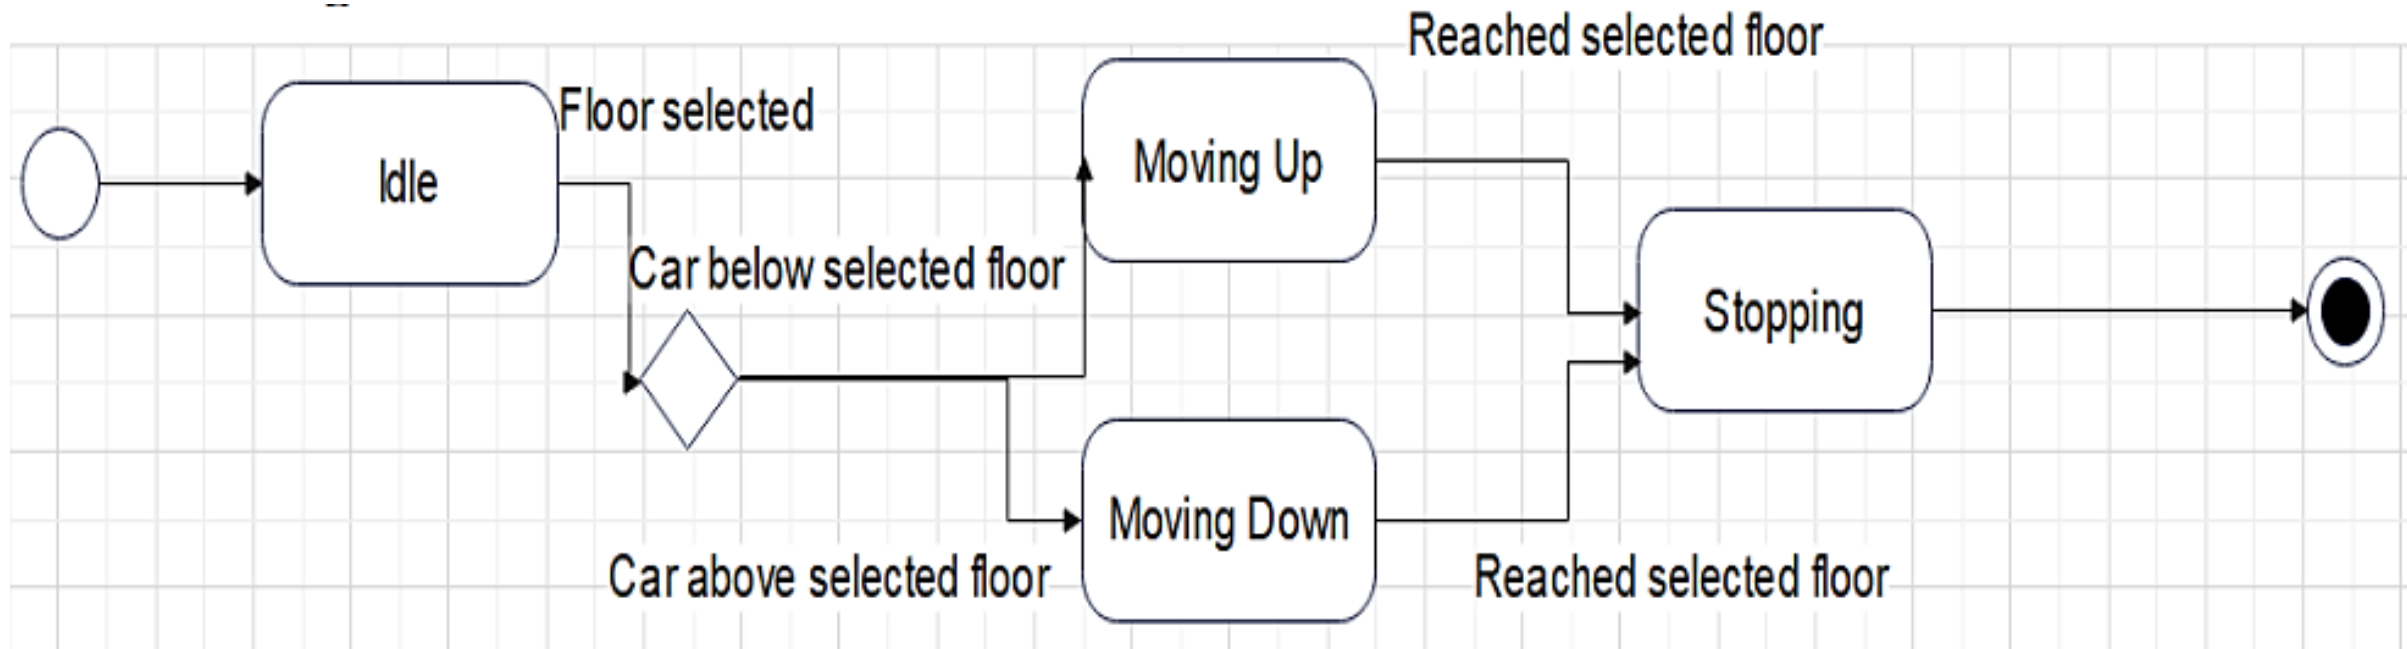 Reached selected floor
Floor selected
Idle
Moving Up
Car below selected floor
Stopping
Moving Down
Car above selected floor
Reached selected floor